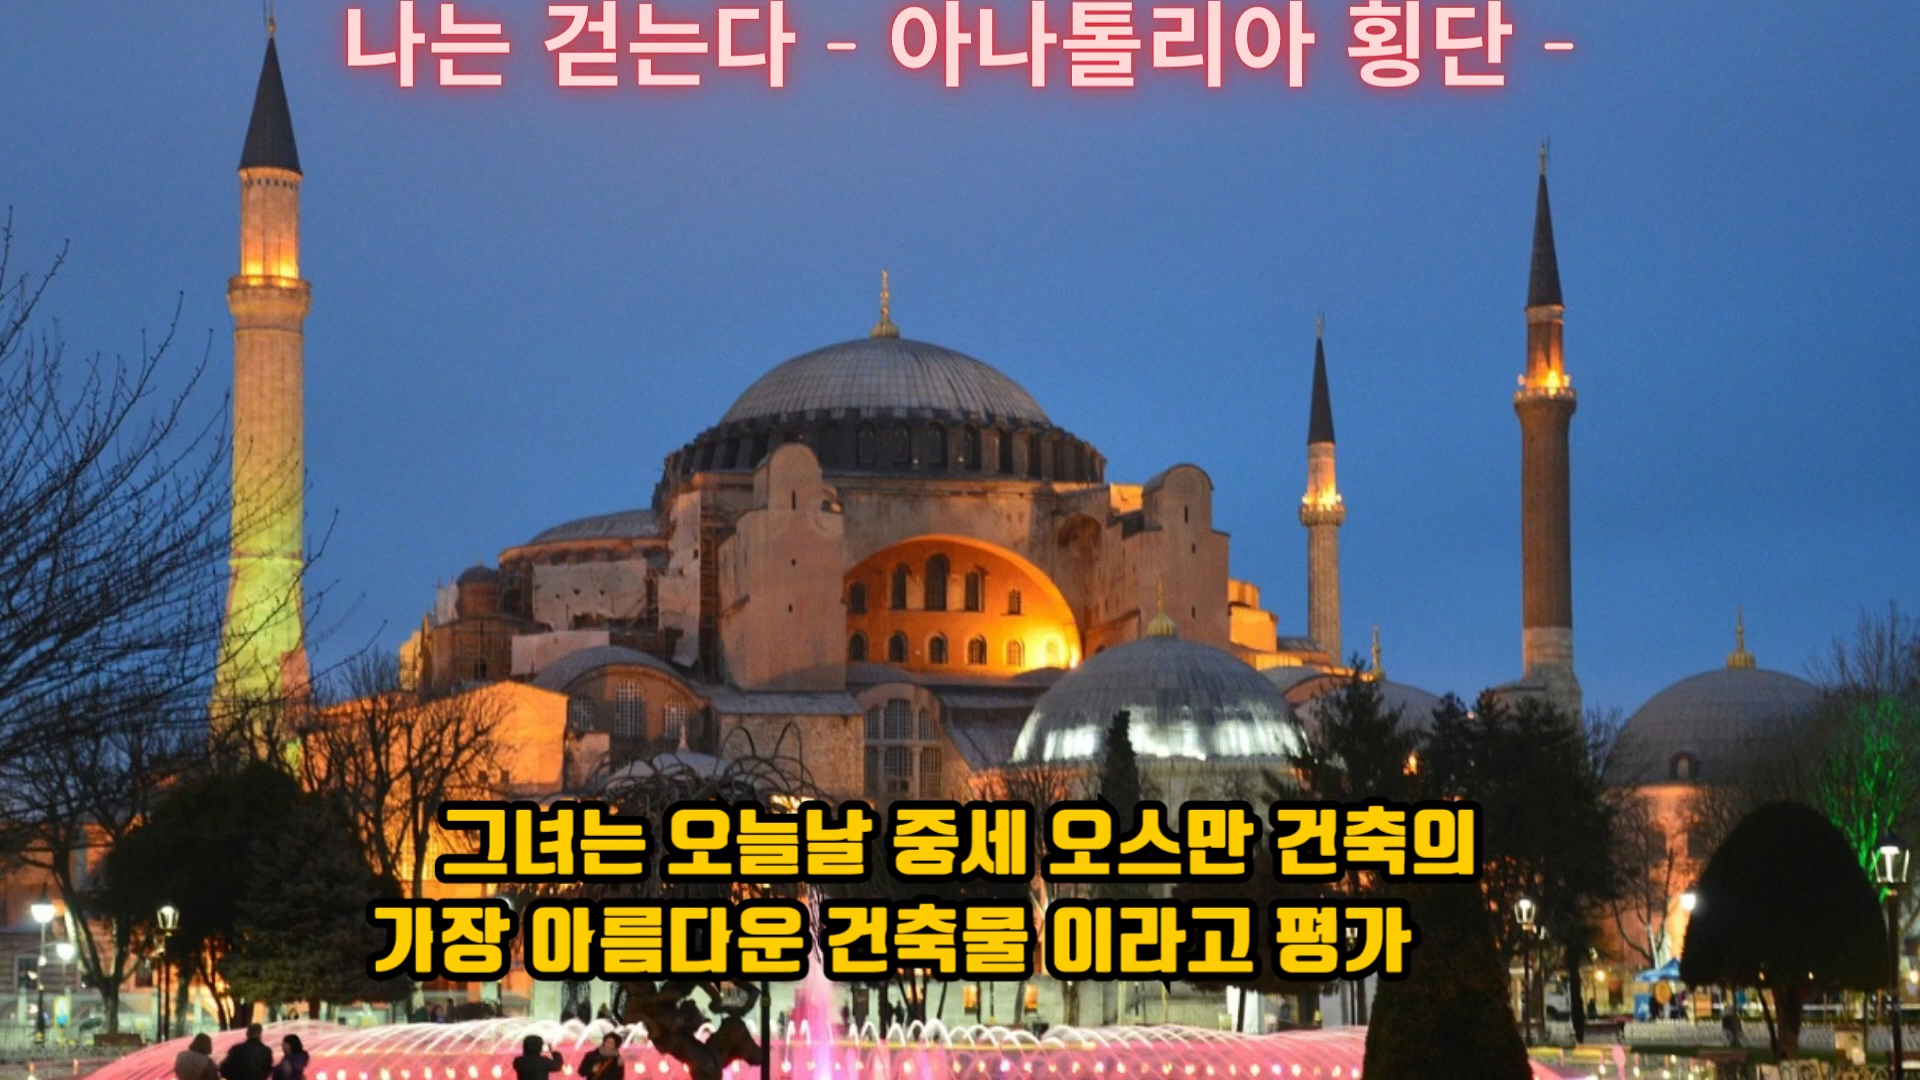 나는 걷는다 - 아나톨리아 횡단 -
그녀는 오늘날 중세 오스만 건축의
가장 아름다운 건축물 이라고 평가